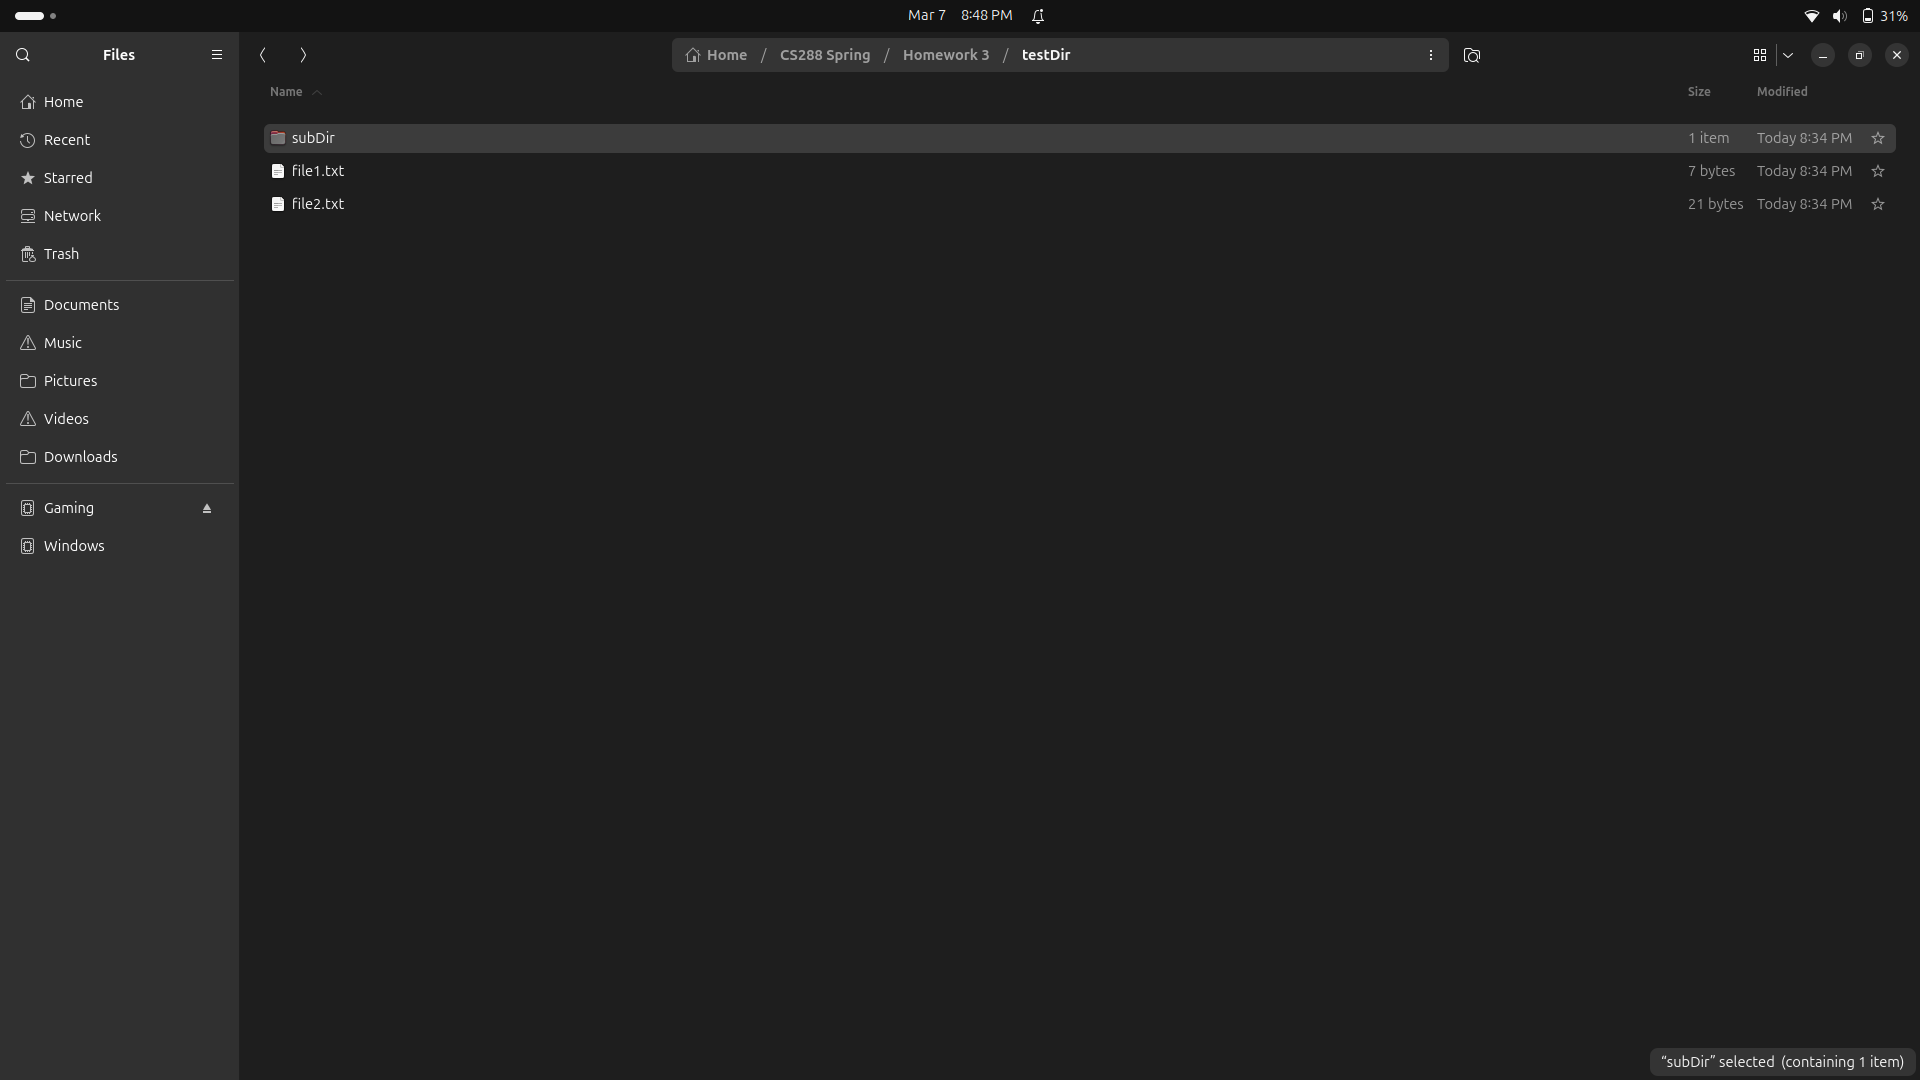 Mar 7 8:48 PM 31%
Files Home / CS288 Spring / Homework 3 / testDir
Name Size Modified
Home
Recent
Starred
Network
Trash
Documents
Music
Pictures
Videos
Downloads
Gaming
Windows
subDir 1 item Today 8:34 PM
file1.txt 7 bytes Today 8:34 PM
file2.txt 21 bytes Today 8:34 PM
“subDir” selected (containing 1 item)